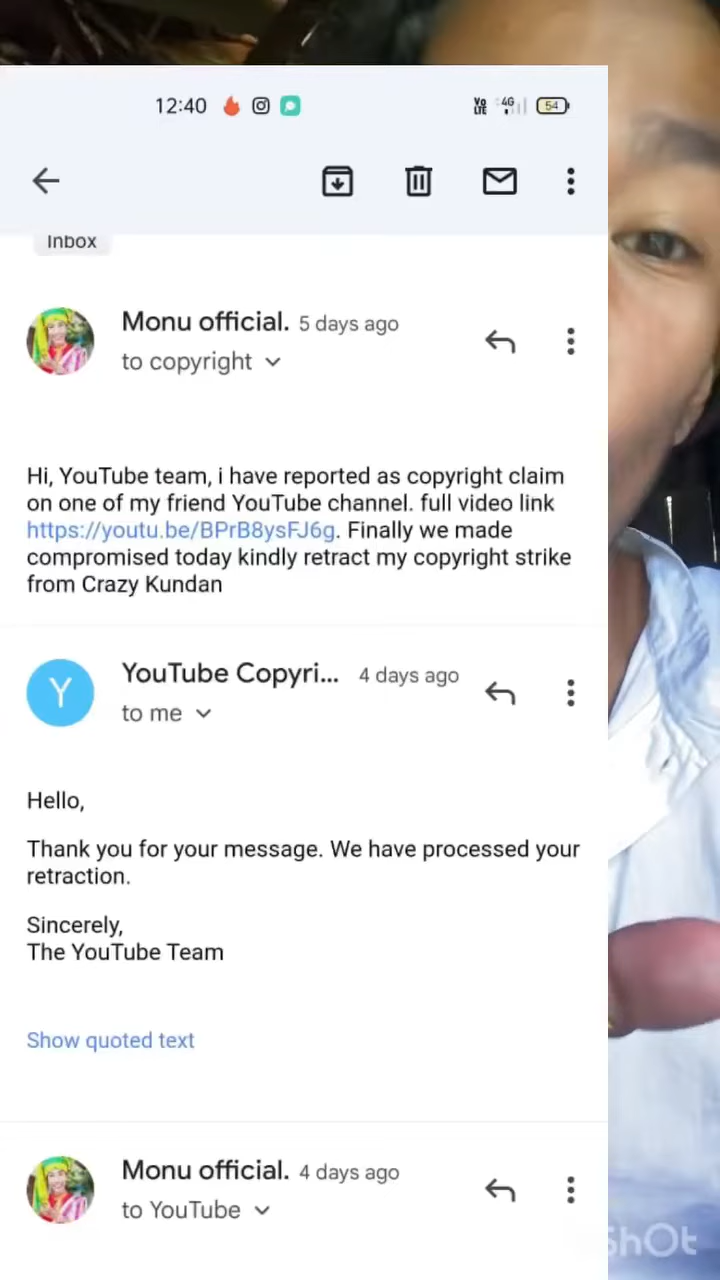 12:40
Vo LTE 4G 54
Inbox
Monu official. 5 days ago
to copyright
Hi, YouTube team, i have reported as copyright claim
on one of my friend YouTube channel. full video link
https://youtu.be/BPrB8ysFJ6g. Finally we made
compromised today kindly retract my copyright strike
from Crazy Kundan
Y
YouTube Copyri... 4 days ago
to me
Hello,
Thank you for your message. We have processed your
retraction.
Sincerely,
The YouTube Team
Show quoted text
Monu official. 4 days ago
to YouTube